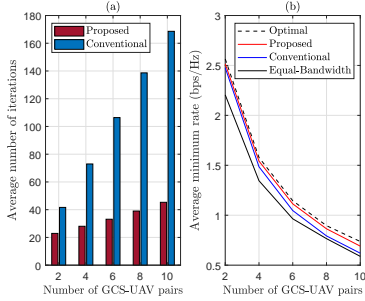 (a)
180
160
140
120
100
80
60
40
20
0
Proposed
Conventional
Average number of iterations
2 4 6 8 10
Number of GCS-UAV pairs
(b)
3
2.5
2
1.5
1
0.5
Optimal
Proposed
Conventional
Equal-Bandwidth
Average minimum rate (bps/Hz)
2 4 6 8 10
Number of GCS-UAV pairs